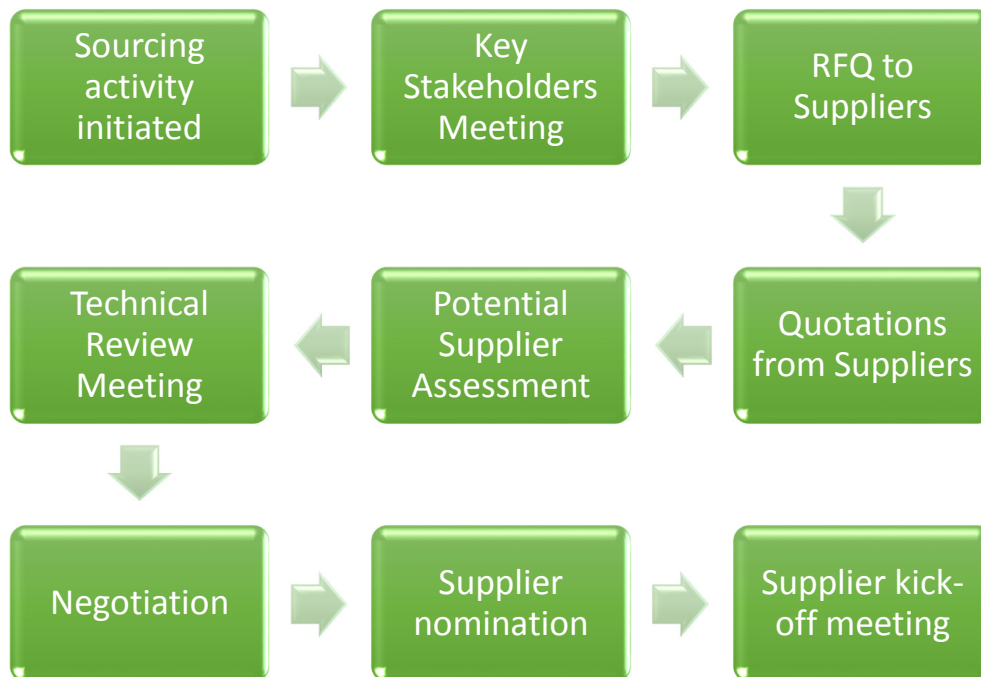 Sourcing
activity
initiated
Key
Stakeholders
Meeting
RFQ to
Suppliers
Quotations
from Suppliers
Potential
Supplier
Assessment
Technical
Review
Meeting
Negotiation
Supplier
nomination
Supplier kick-
off meeting